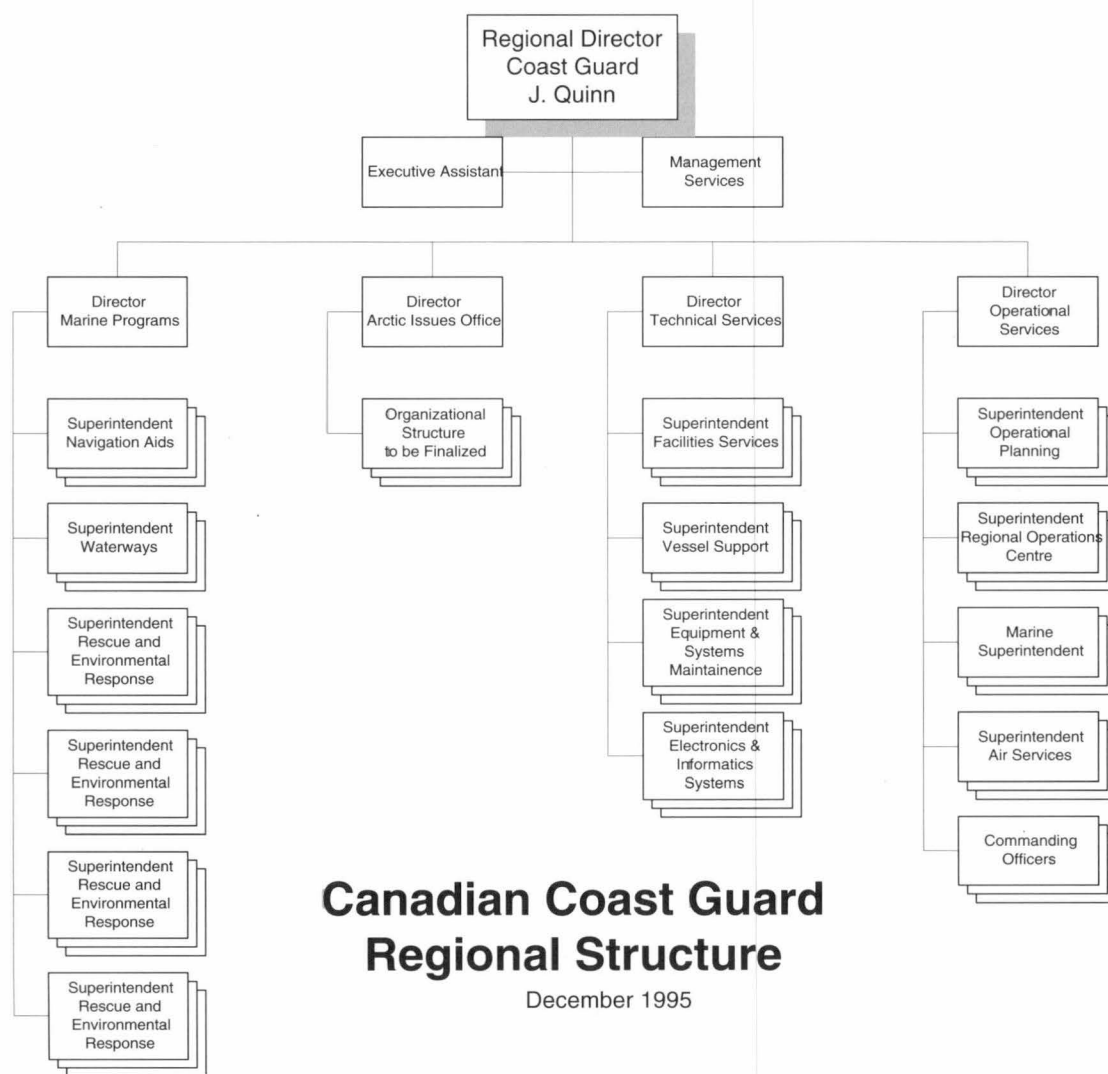 Regional Director
Coast Guard
J. Quinn
Executive Assistant
Management
Services
Director
Marine Programs
Director
Arctic Issues Office
Director
Technical Services
Director
Operational
Services
Superintendent
Navigation Aids
Superintendent
Waterways
Superintendent
Rescue and
Environmental
Response
Superintendent
Rescue and
Environmental
Response
Superintendent
Rescue and
Environmental
Response
Superintendent
Rescue and
Environmental
Response
Organizational
Structure
to be Finalized
Superintendent
Facilities Services
Superintendent
Vessel Support
Superintendent
Equipment &
Systems
Maintainence
Superintendent
Electronics &
Informatics
Systems
Superintendent
Operational
Planning
Superintendent
Regional Operations
Centre
Marine
Superintendent
Superintendent
Air Services
Commanding
Officers
Canadian Coast Guard
Regional Structure
December 1995